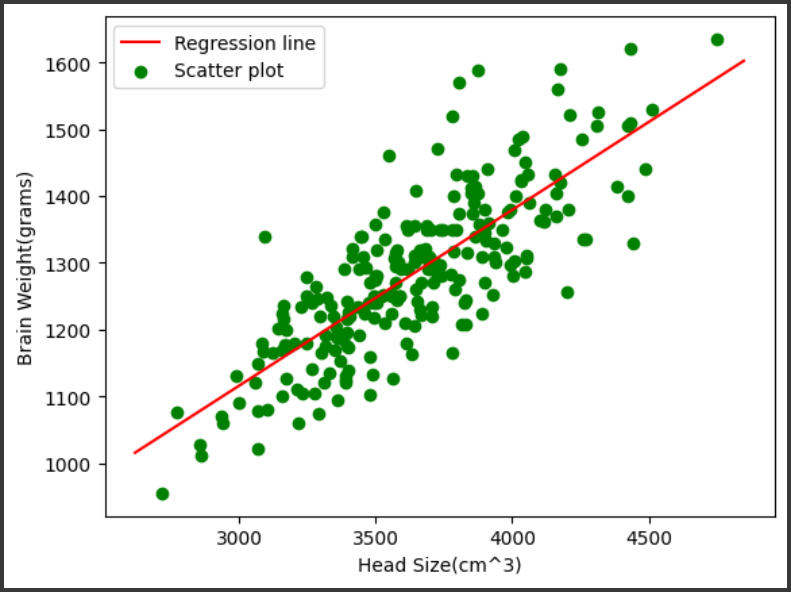 Regression line
Scatter plot
1600
1500
1400
1300
1200
1100
1000
Brain Weight(grams)
3000 3500 4000 4500
Head Size(cm^3)